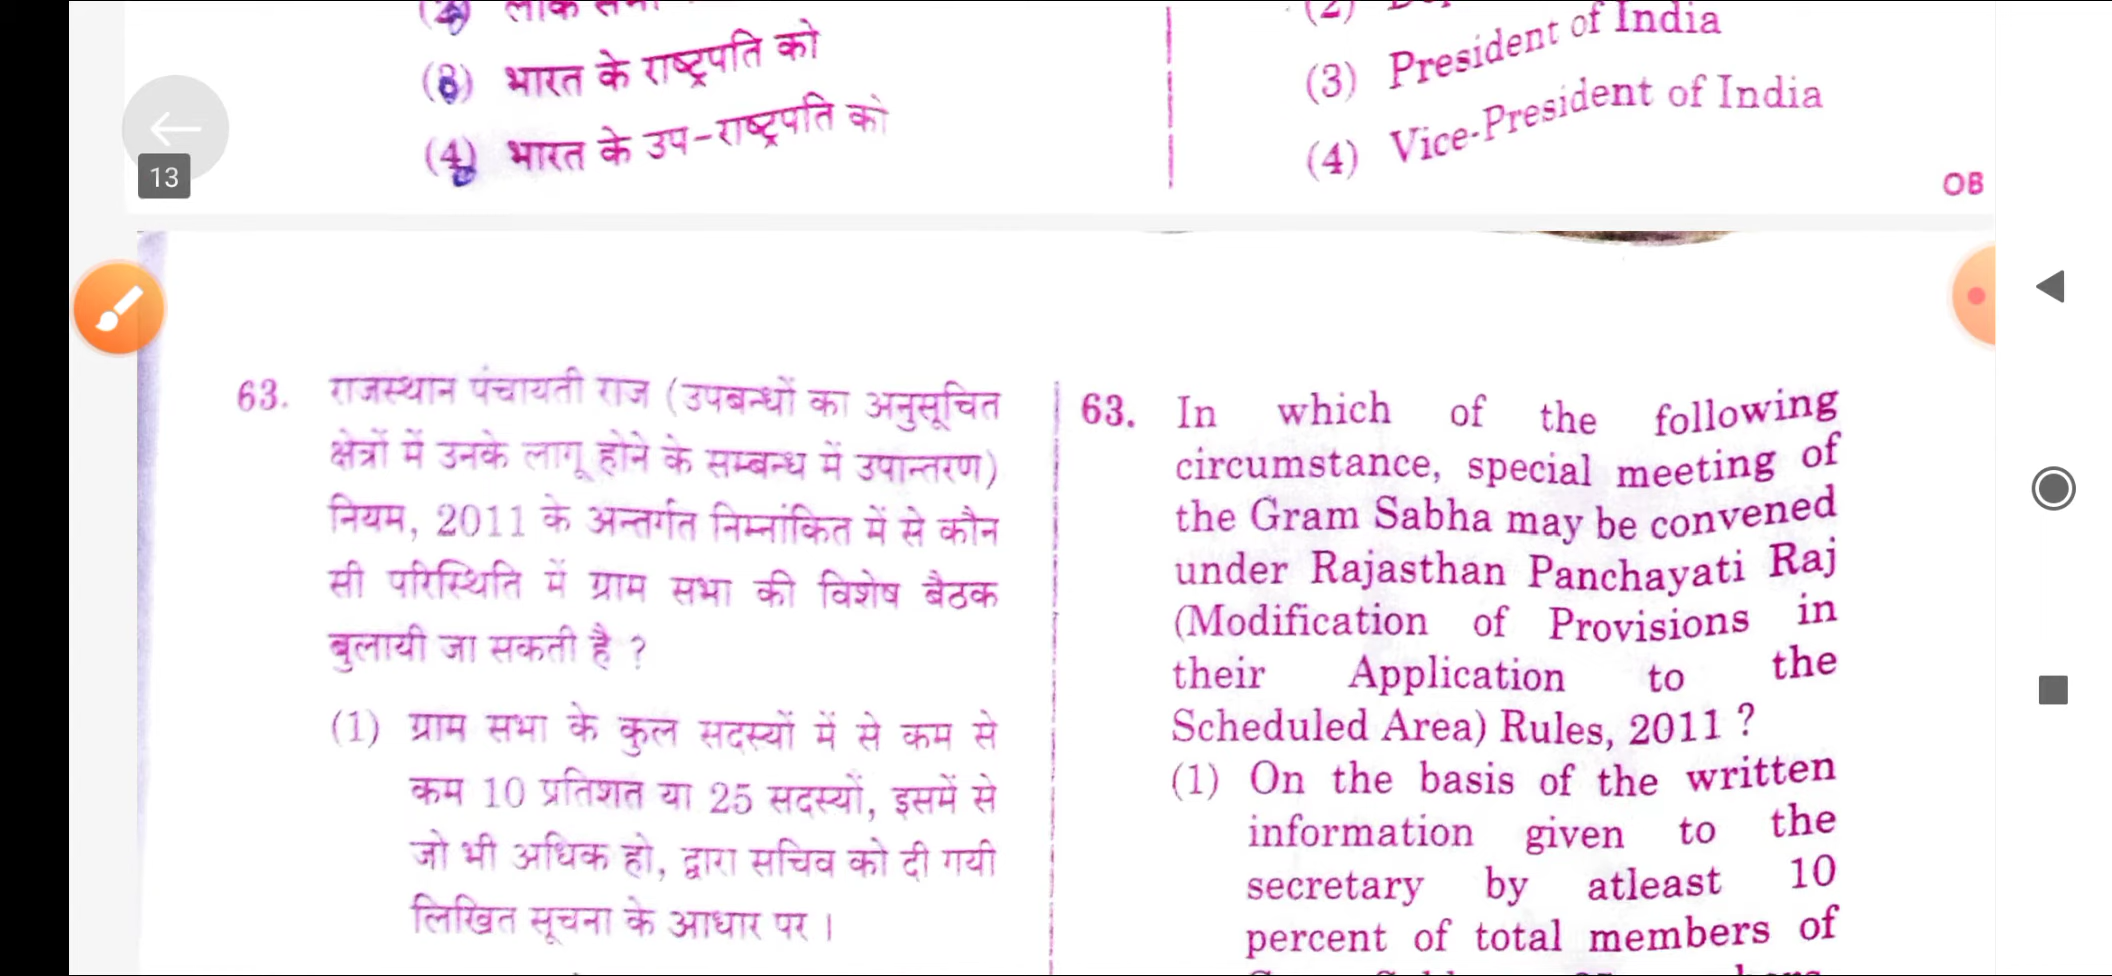 (3) भारत के राष्ट्रपति को
(4) भारत के उप-राष्ट्रपति को
(2)
(3) President of India
(4) Vice-President of India
OB
13
63. राजस्थान पंचायती राज (उपबन्धों का अनुसूचित
क्षेत्रों में उनके लागू होने के सम्बन्ध में उपान्तरण)
नियम, 2011 के अन्तर्गत निम्नांकित में से कौन
सी परिस्थिति में ग्राम सभा की विशेष बैठक
बुलायी जा सकती है ?
(1) ग्राम सभा के कुल सदस्यों में से कम से
कम 10 प्रतिशत या 25 सदस्यों, इसमें से
जो भी अधिक हो, द्वारा सचिव को दी गयी
लिखित सूचना के आधार पर ।
63. In which of the following
circumstance, special meeting of
the Gram Sabha may be convened
under Rajasthan Panchayati Raj
(Modification of Provisions in
their Application to the
Scheduled Area) Rules, 2011 ?
(1) On the basis of the written
information given to the
secretary by atleast 10
percent of total members of